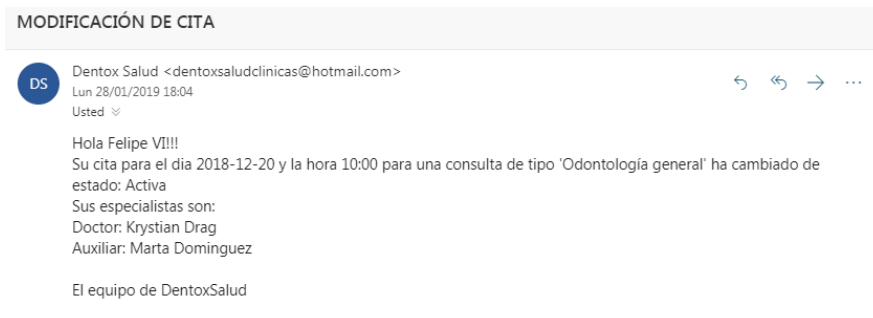 MODIFICACIÓN DE CITA
DS
Dentox Salud <dentoxsaludclinicas@hotmail.com>
Lun 28/01/2019 18:04
Usted
Hola Felipe VI!!!
Su cita para el dia 2018-12-20 y la hora 10:00 para una consulta de tipo 'Odontología general' ha cambiado de
estado: Activa
Sus especialistas son:
Doctor: Krystian Drag
Auxiliar: Marta Dominguez
El equipo de DentoxSalud